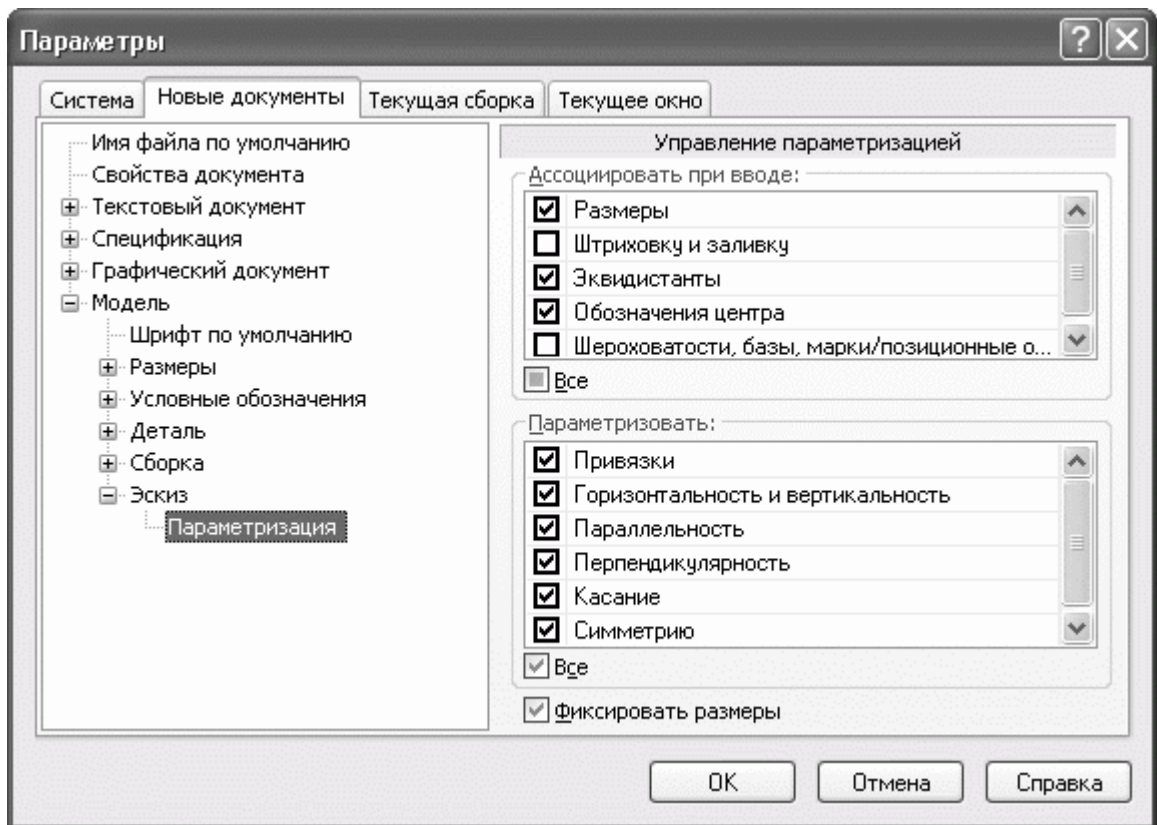 Параметры
Система Новые документы Текущая сборка Текущее окно
Имя файла по умолчанию
Свойства документа
Текстовый документ
Спецификация
Графический документ
Модель
Шрифт по умолчанию
Размеры
Условные обозначения
Деталь
Сборка
Эскиз
Параметризация
Управление параметризацией
Ассоциировать при вводе:
Размеры
Штриховку и заливку
Эквидистанты
Обозначения центра
Шероховатости, базы, марки/позиционные о...
Все
Параметризовать:
Привязки
Горизонтальность и вертикальность
Параллельность
Перпендикулярность
Касание
Симметрию
Все
Фиксировать размеры
OK Отмена Справка